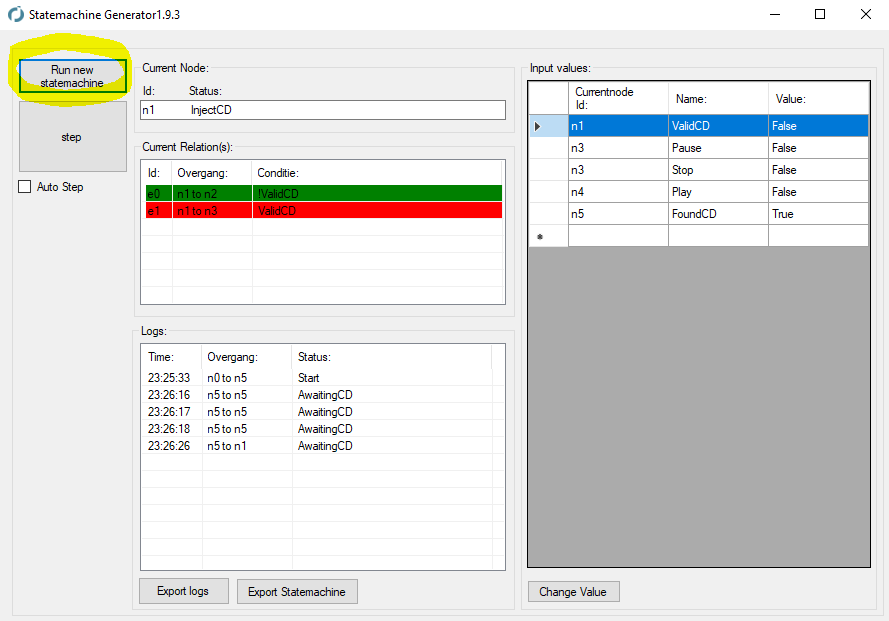 Statemachine Generator1.9.3
Run new
statemachine
step
Auto Step
Current Node:
Id: Status:
n1 InjectCD
Current Relation(s):
Id: Overgang: Conditie:
e0 n1 to n2 !ValidCD
e1 n1 to n3 ValidCD
Logs:
Time: Overgang: Status:
23:25:33 n0 to n5 Start
23:26:16 n5 to n5 AwaitingCD
23:26:17 n5 to n5 AwaitingCD
23:26:18 n5 to n5 AwaitingCD
23:26:26 n5 to n1 AwaitingCD
Export logs Export Statemachine
Input values:
Currentnode
Id: Name: Value:
n1 ValidCD False
n3 Pause False
n3 Stop False
n4 Play False
n5 FoundCD True
Change Value